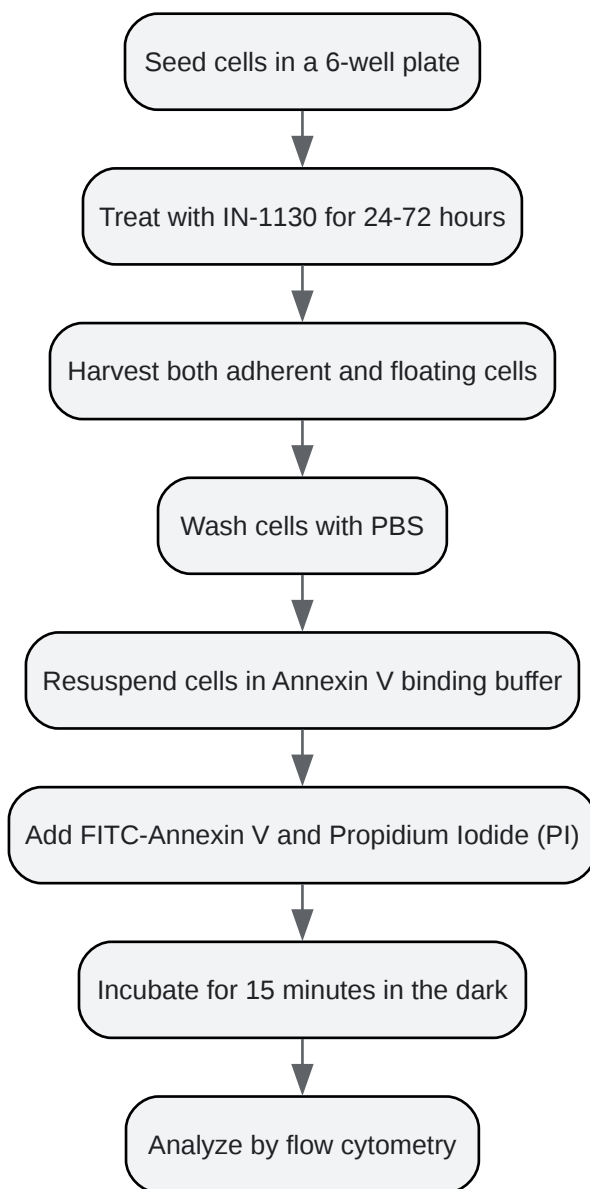 Seed cells in a 6-well plate
Treat with IN-1130 for 24-72 hours
Harvest both adherent and floating cells
Wash cells with PBS
Resuspend cells in Annexin V binding buffer
Add FITC-Annexin V and Propidium Iodide (PI)
Incubate for 15 minutes in the dark
Analyze by flow cytometry